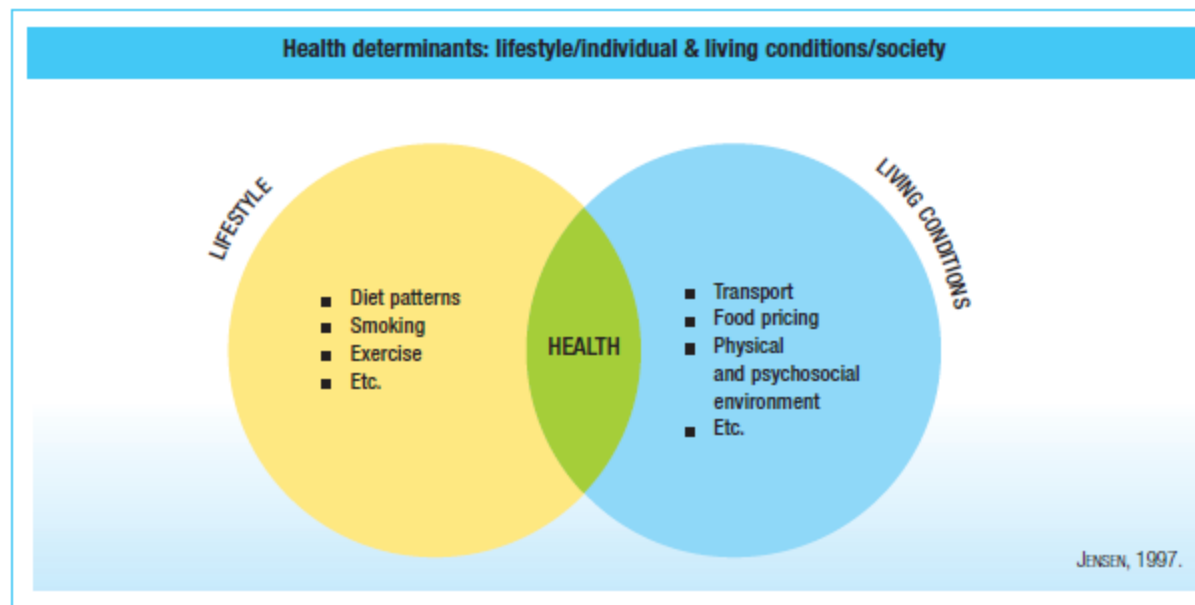 Health determinants: lifestyle/individual & living conditions/society
LIFESTYLE
▪ Diet patterns
▪ Smoking
▪ Exercise
▪ Etc.
HEALTH
LIVING CONDITIONS
▪ Transport
▪ Food pricing
▪ Physical
and psychosocial
environment
▪ Etc.
JENSEN, 1997.